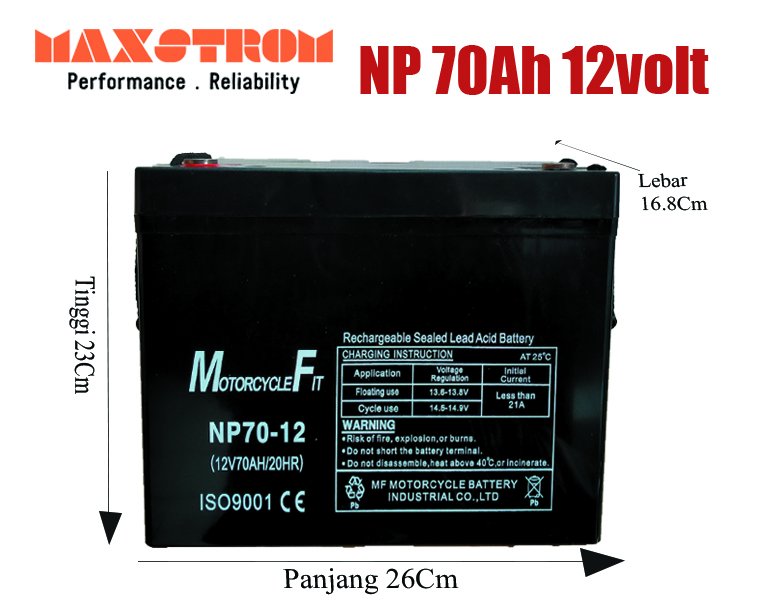 MAXSTROM
Performance . Reliability
NP 70Ah 12volt
Lebar
16.8Cm
Tinggi 23Cm
Rechargeable Sealed Lead Acid Battery
CHARGING INSTRUCTION AT 25°C
Application Voltage Regulation Initial Current
Floating use 13.6-13.8V Less than 21A
Cycle use 14.5-14.9V
WARNING
•Risk of fire, explosion,or burns.
•Do not short the battery terminal.
•Do not disassemble,heat above 40°C,or incinerate.
Pb
MF MOTORCYCLE BATTERY
INDUSTRIAL CO.,LTD
Pb
MOTORCYCLE FIT
NP70-12
(12V70AH/20HR)
ISO9001 CE
Panjang 26Cm